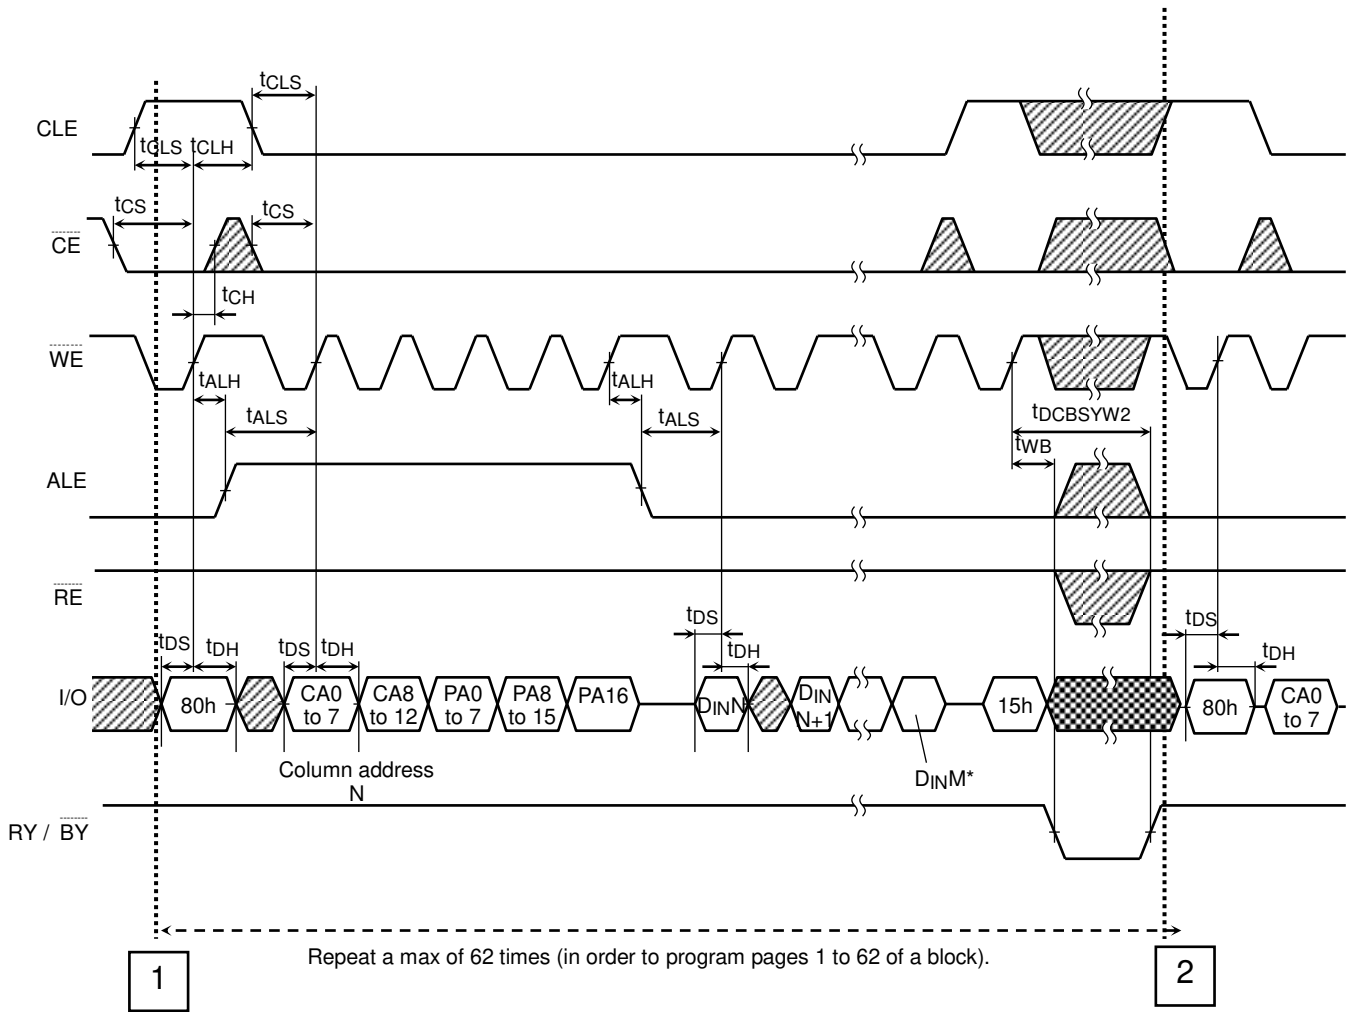 tCLS
CLE
tCLS tCLH
tCS tCS
CE
tCH
WE
tALH tALH
tALS tALS tDCBSYW2
tWB
ALE
RE
tDS tDH tDS tDH tDS tDH tDS tDH
I/O 80h CA0 to 7 CA8 to 12 PA0 to 7 PA8 to 15 PA16 DINN DIN N+1 15h 80h CA0 to 7
Column address
N
DINM*
RY / BY
Repeat a max of 62 times (in order to program pages 1 to 62 of a block).
1
2